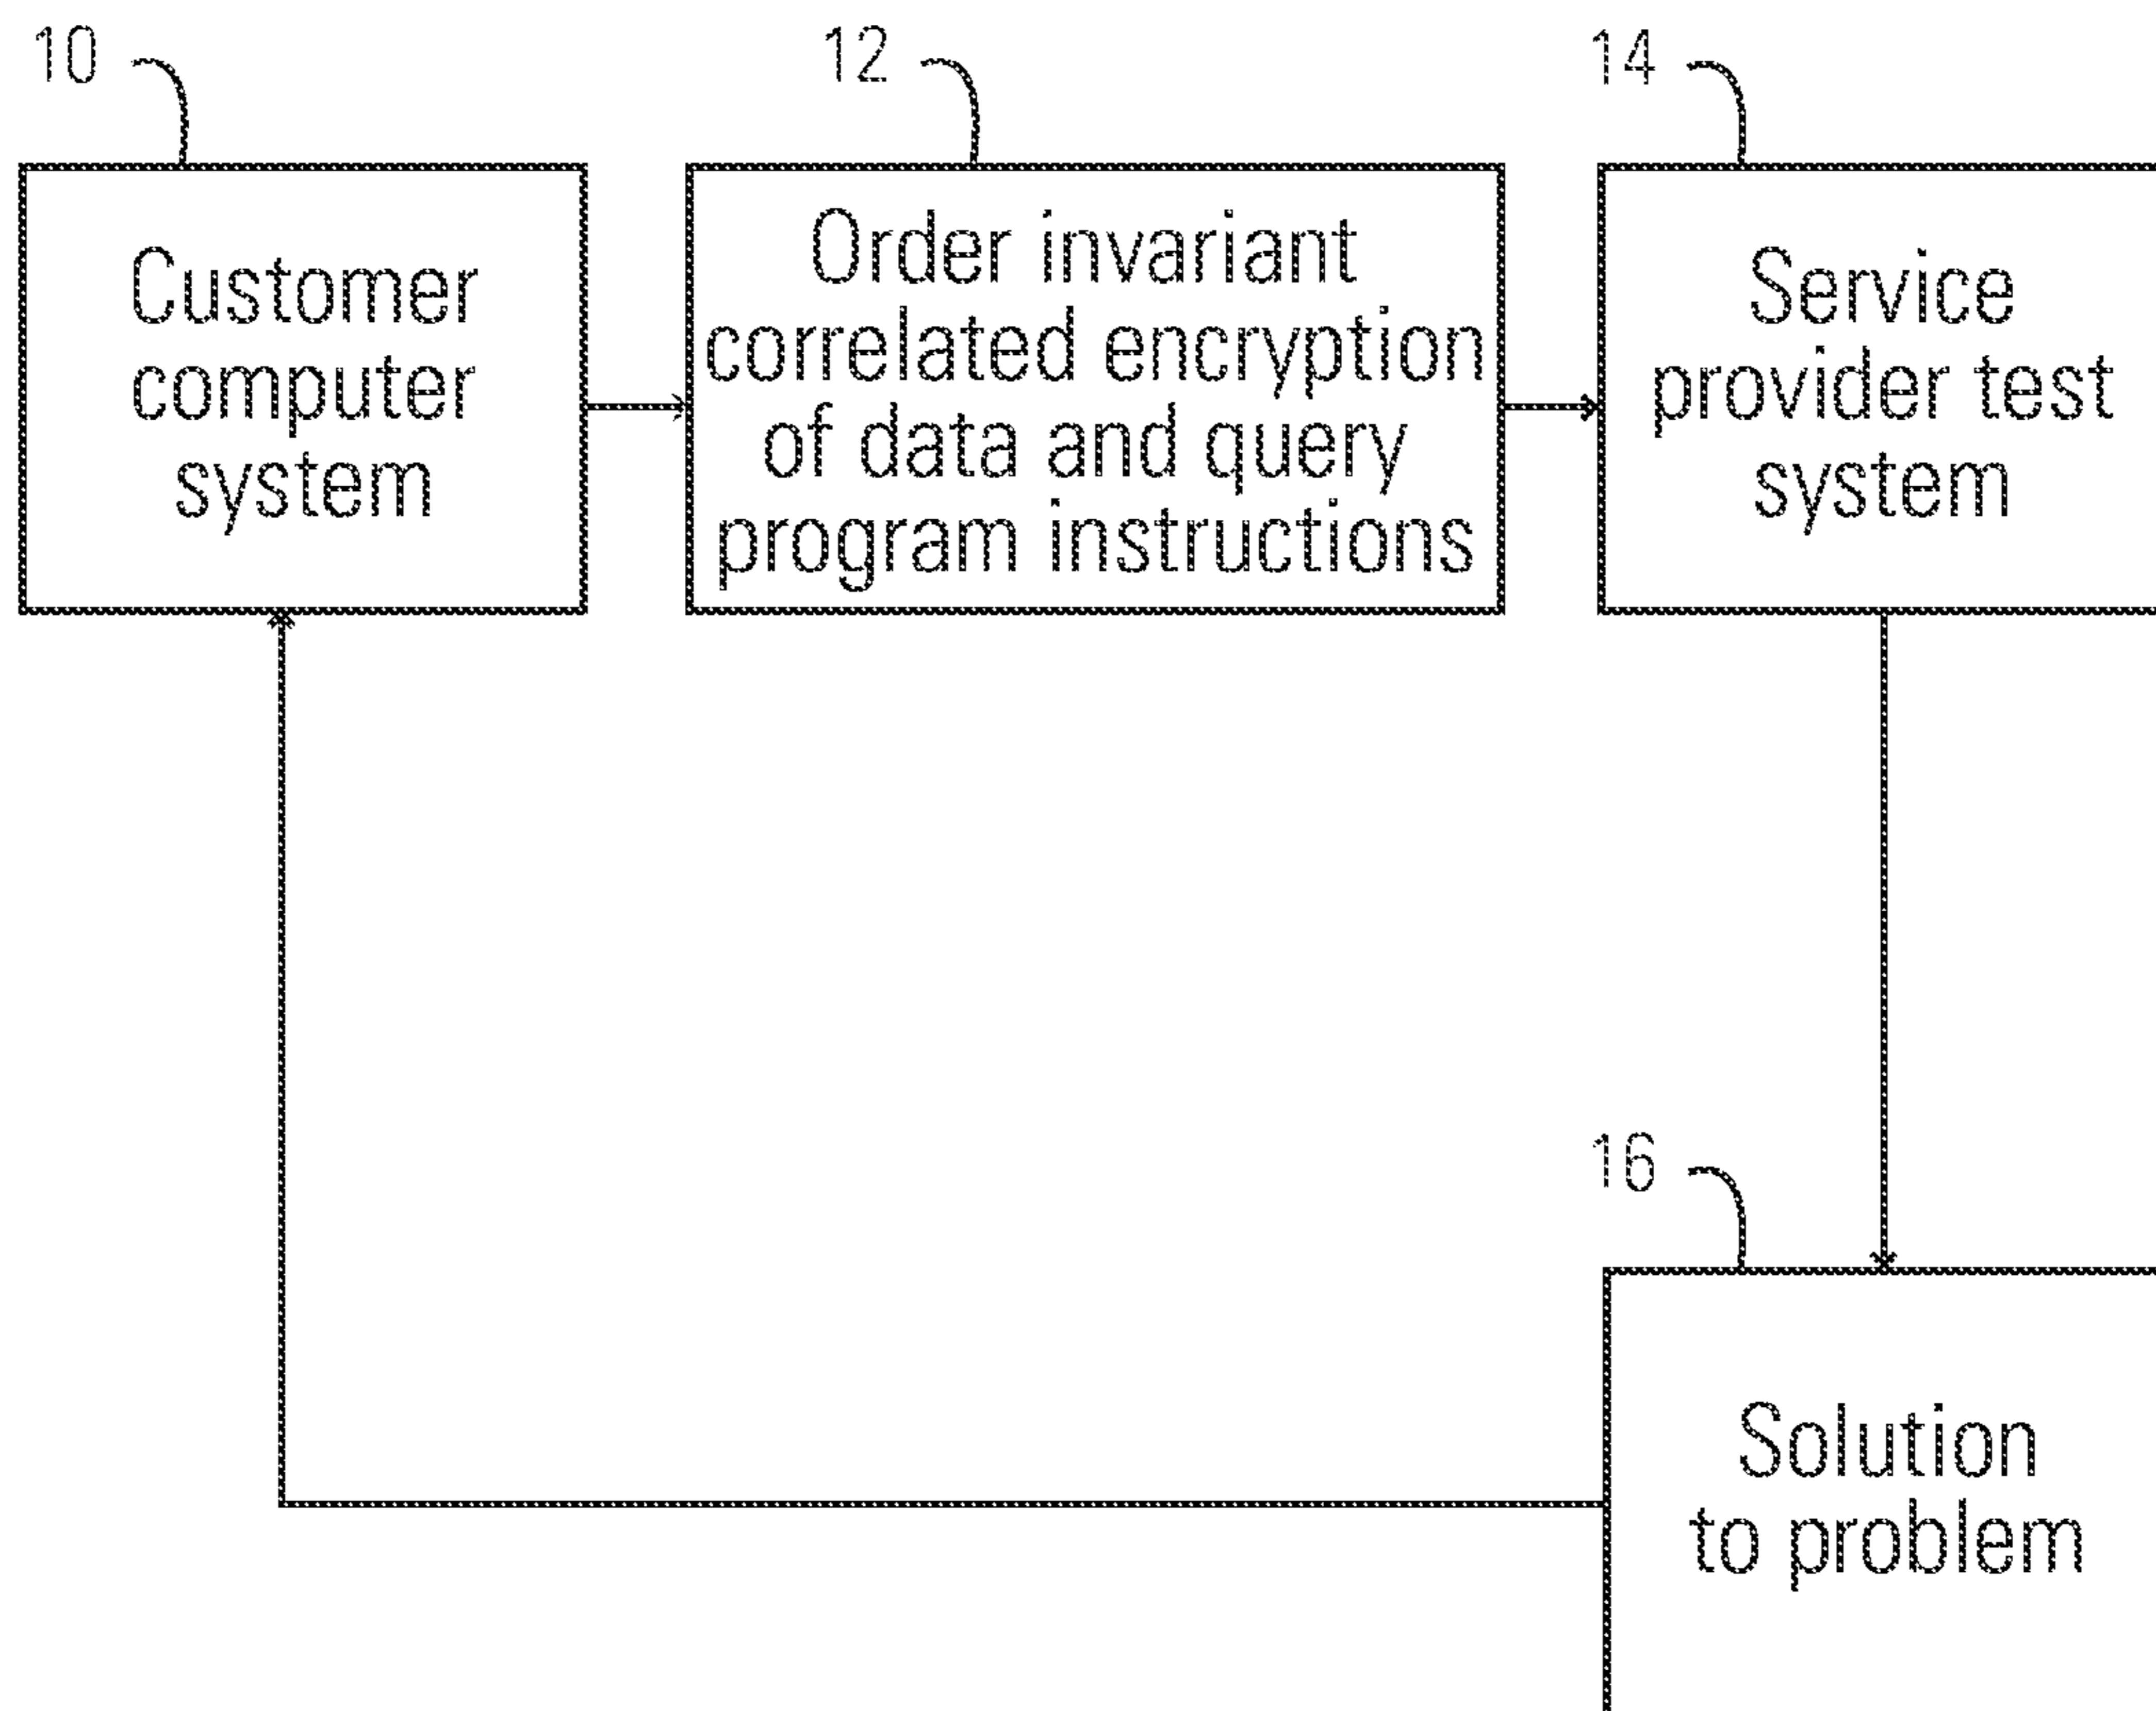 10
Customer
computer
system
12
Order invariant
correlated encryption
of data and query
program instructions
14
Service
provider test
system
16
Solution
to problem